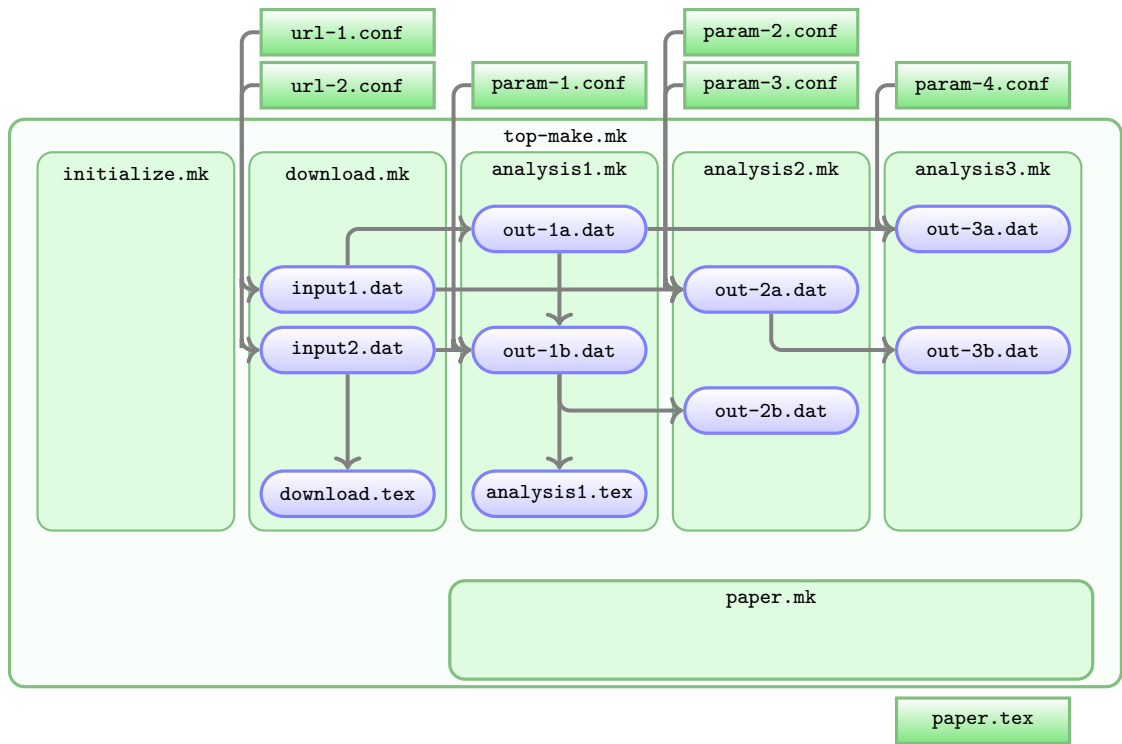 url-1.conf
param-2.conf
url-2.conf
param-1.conf
param-3.conf
param-4.conf
top-make.mk
initialize.mk
download.mk
analysis1.mk
analysis2.mk
analysis3.mk
out-1a.dat
out-3a.dat
input1.dat
out-2a.dat
input2.dat
out-1b.dat
out-3b.dat
out-2b.dat
download.tex
analysis1.tex
paper.mk
paper.tex